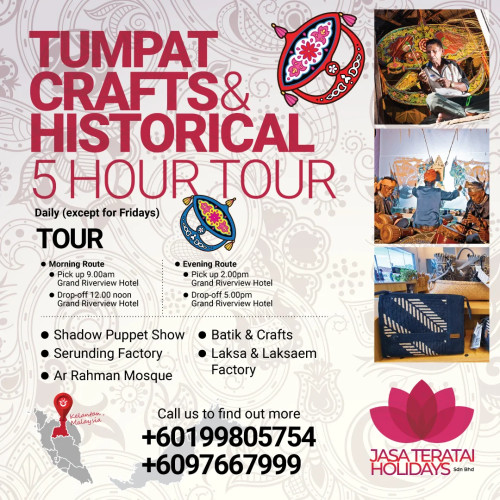 TUMPAT
CRAFTS&
HISTORICAL
5 HOUR TOUR
Daily (except for Fridays)
TOUR
● Morning Route
● Pick up 9.00am
Grand Riverview Hotel
● Drop-off 12.00 noon
Grand Riverview Hotel
● Evening Route
● Pick up 2.00pm
Grand Riverview Hotel
● Drop-off 5.00pm
Grand Riverview Hotel
● Shadow Puppet Show
● Serunding Factory
● Ar Rahman Mosque
● Batik & Crafts
● Laksa & Laksaem
Factory
Kelantan,
Malaysia
Call us to find out more
+60199805754
+6097667999
JASA TERATAI
HOLIDAYS Sdn Bhd